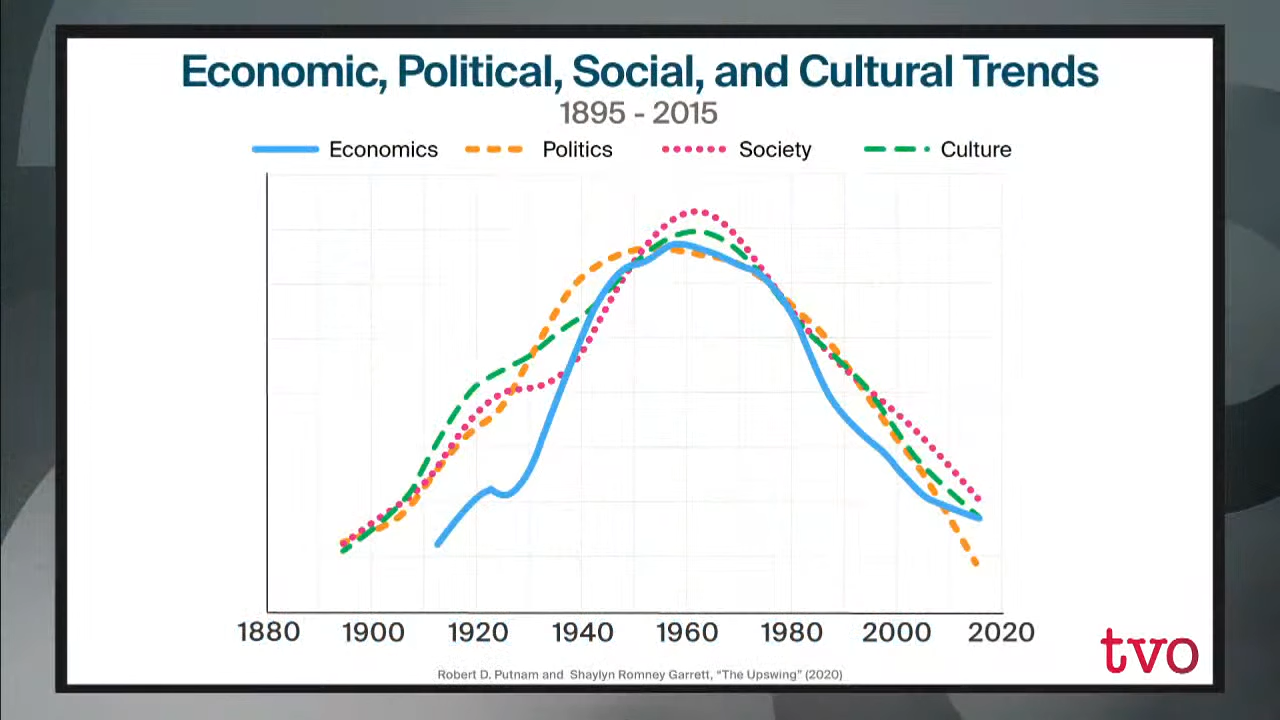 Economic, Political, Social, and Cultural Trends
1895 - 2015
Economics Politics Society Culture
1880 1900 1920 1940 1960 1980 2000 2020
tvo
Robert D. Putnam and Shaylyn Romney Garrett, “The Upswing” (2020)